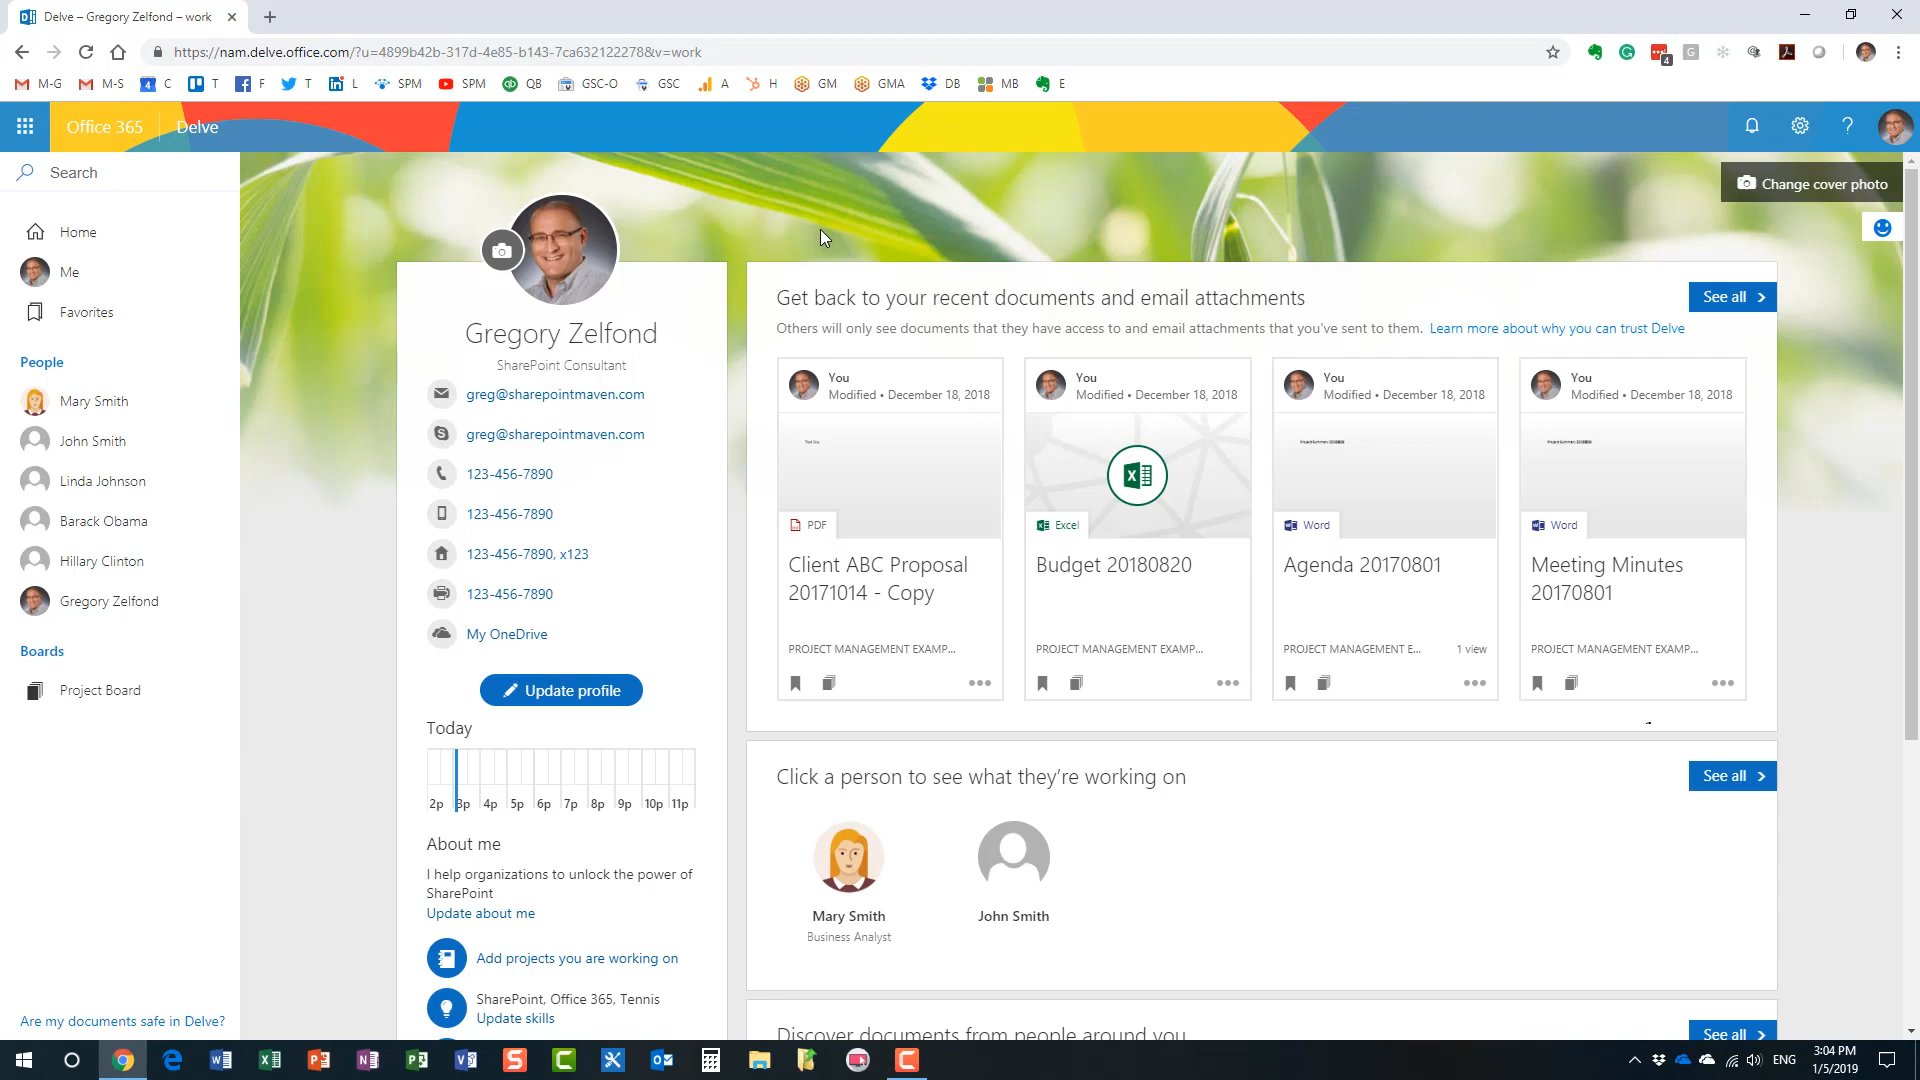 Delve – Gregory Zelfond – work
https://nam.delve.office.com/?u=4899b42b-317d-4e85-b143-7ca632122278&v=work
4
M-G
M-S
4 C
T
F
T
L
SPM
SPM
QB
GSC-O
GSC
A
H
GM
GMA
DB
MB
E
Office 365
Delve
Search
Change cover photo
Home
Me
Favorites
People
Mary Smith
John Smith
Linda Johnson
Barack Obama
Hillary Clinton
Gregory Zelfond
Boards
Project Board
Are my documents safe in Delve?
Gregory Zelfond
SharePoint Consultant
greg@sharepointmaven.com
greg@sharepointmaven.com
123-456-7890
123-456-7890
123-456-7890, x123
123-456-7890
My OneDrive
Update profile
Today
2p 3p 4p 5p 6p 7p 8p 9p 10p 11p
About me
I help organizations to unlock the power of
SharePoint
Update about me
Add projects you are working on
SharePoint, Office 365, Tennis
Update skills
Get back to your recent documents and email attachments
See all
Others will only see documents that they have access to and email attachments that you've sent to them. Learn more about why you can trust Delve
You
Modified • December 18, 2018
Test Doc
PDF
Client ABC Proposal
20171014 - Copy
PROJECT MANAGEMENT EXAMP...
You
Modified • December 18, 2018
Excel
Budget 20180820
PROJECT MANAGEMENT EXAMP...
You
Modified • December 18, 2018
Word
Agenda 20170801
PROJECT MANAGEMENT E...
1 view
You
Modified • December 18, 2018
Word
Meeting Minutes
20170801
PROJECT MANAGEMENT EXAMP...
Click a person to see what they're working on
See all
Mary Smith
Business Analyst
John Smith
Discover documents from people around you
See all
ENG
3:04 PM
1/5/2019